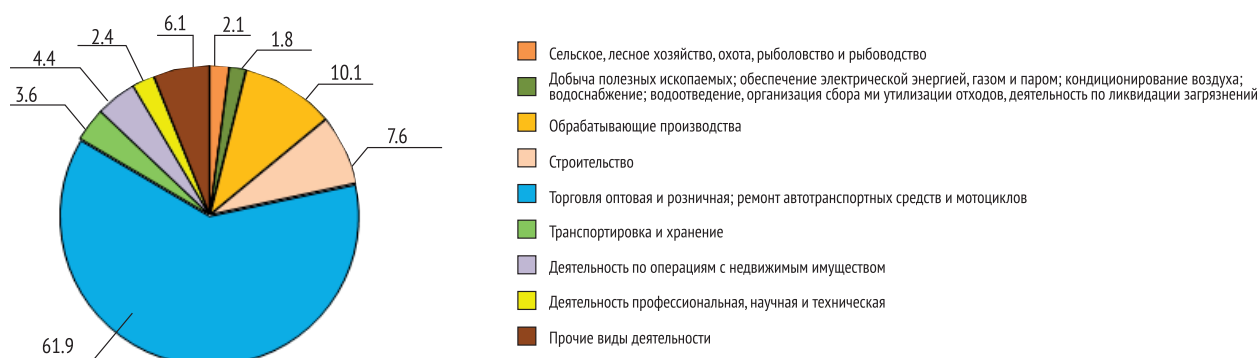 6.1
2.1
2.4
1.8
4.4
10.1
3.6
7.6
61.9
Сельское, лесное хозяйство, охота, рыболовство и рыбоводство
Добыча полезных ископаемых; обеспечение электрической энергией, газом и паром; кондиционирование воздуха;
водоснабжение; водоотведение, организация сбора ми утилизации отходов, деятельность по ликвидации загрязнений
Обрабатывающие производства
Строительство
Торговля оптовая и розничная; ремонт автотранспортных средств и мотоциклов
Транспортировка и хранение
Деятельность по операциям с недвижимым имуществом
Деятельность профессиональная, научная и техническая
Прочие виды деятельности